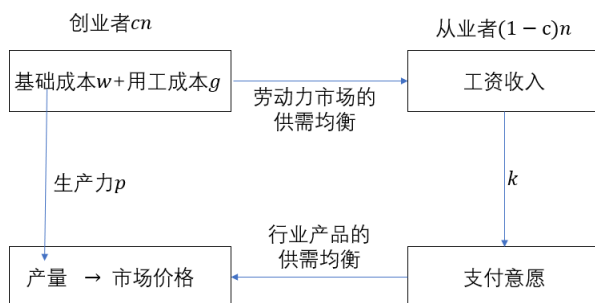 创业者cn
从业者(1 − c)n
基础成本w+用工成本g
劳动力市场的
供需均衡
工资收入
生产力p
k
行业产品的
供需均衡
产量 → 市场价格
支付意愿